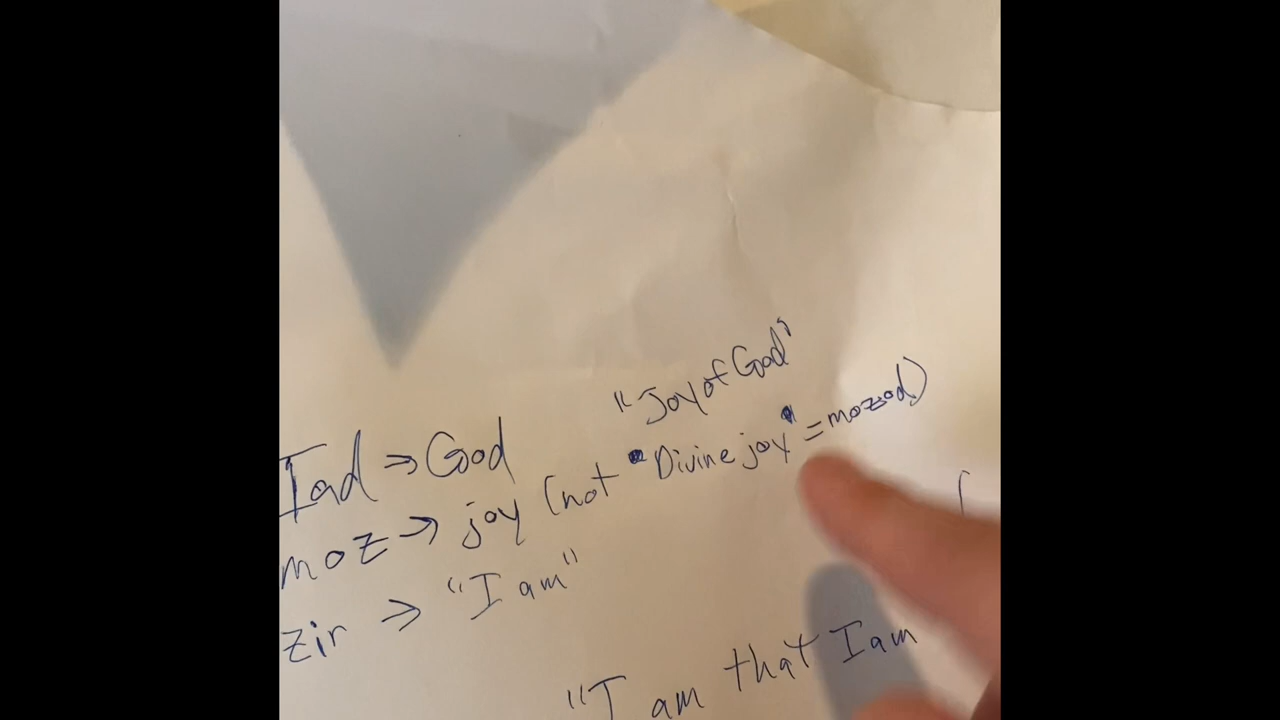 "Joy of God"
Iad → God
moz → joy (not "Divine joy" = mozod)
zir → "I am"
"I am that I am